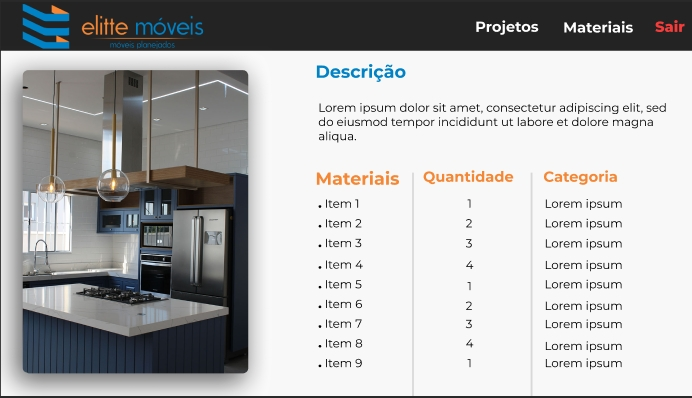 elitte móveis
móveis planejados
Projetos Materiais Sair
Descrição
Lorem ipsum dolor sit amet, consectetur adipiscing elit, sed
do eiusmod tempor incididunt ut labore et dolore magna
aliqua.
Materiais Quantidade Categoria
. Item 1 1 Lorem ipsum
. Item 2 2 Lorem ipsum
. Item 3 3 Lorem ipsum
. Item 4 4 Lorem ipsum
. Item 5 1 Lorem ipsum
. Item 6 2 Lorem ipsum
. Item 7 3 Lorem ipsum
. Item 8 4 Lorem ipsum
. Item 9 1 Lorem ipsum